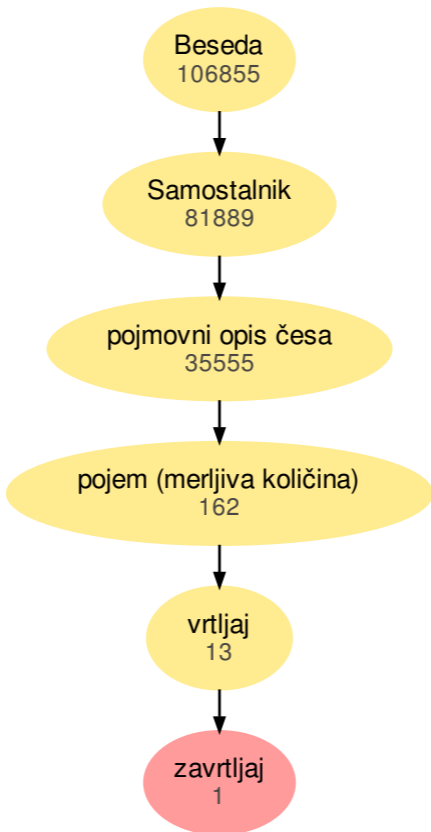 Beseda
106855
Samostalnik
81889
pojmovni opis česa
35555
pojem (merljiva količina)
162
vrtljaj
13
zavrtljaj
1